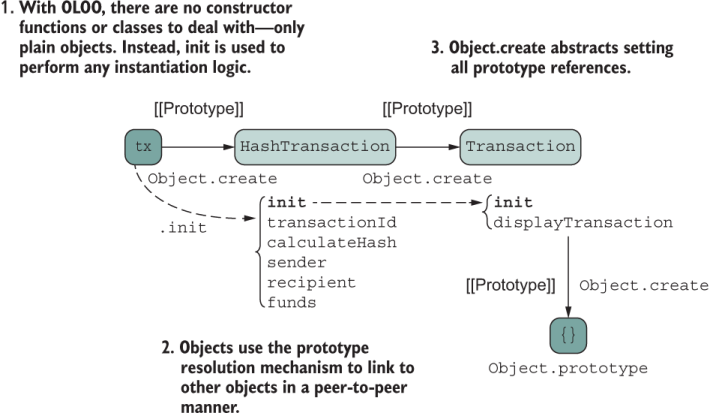 1. With OLOO, there are no constructor
functions or classes to deal with—only
plain objects. Instead, init is used to
perform any instantiation logic.
3. Object.create abstracts setting
all prototype references.
[[Prototype]]
[[Prototype]]
tx
HashTransaction
Transaction
Object.create
Object.create
.init
init
transactionId
calculateHash
sender
recipient
funds
init
displayTransaction
[[Prototype]]
Object.create
{}
Object.prototype
2. Objects use the prototype
resolution mechanism to link to
other objects in a peer-to-peer
manner.